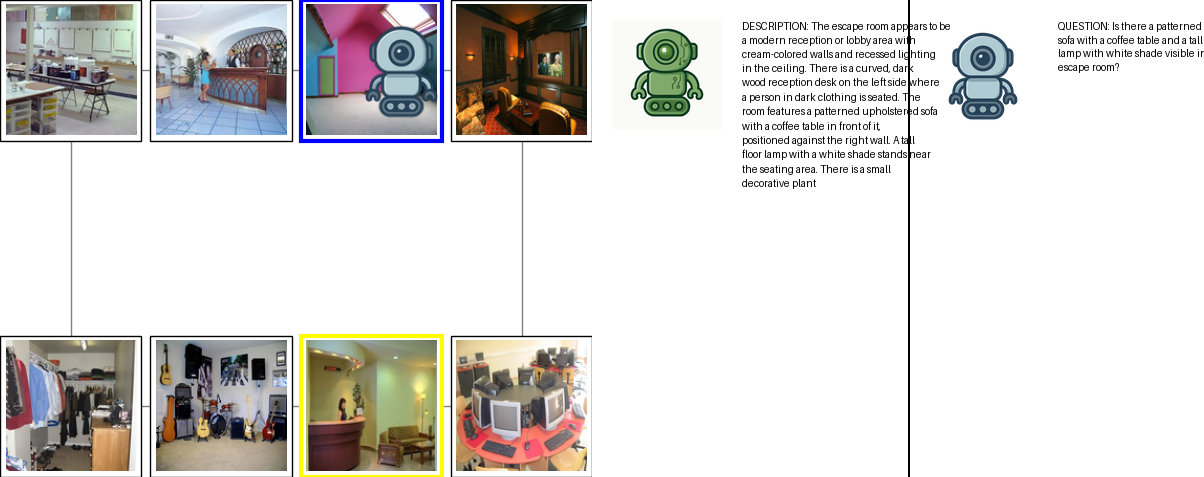 DESCRIPTION: The escape room appears to be
a modern reception or lobby area with
cream-colored walls and recessed lighting
in the ceiling. There is a curved, dark
wood reception desk on the left side where
a person in dark clothing is seated. The
room features a patterned upholstered sofa
with a coffee table in front of it,
positioned against the right wall. A tall
floor lamp with a white shade stands near
the seating area. There is a small
decorative plant
QUESTION: Is there a patterned
sofa with a coffee table and a tall
lamp with white shade visible in
escape room?